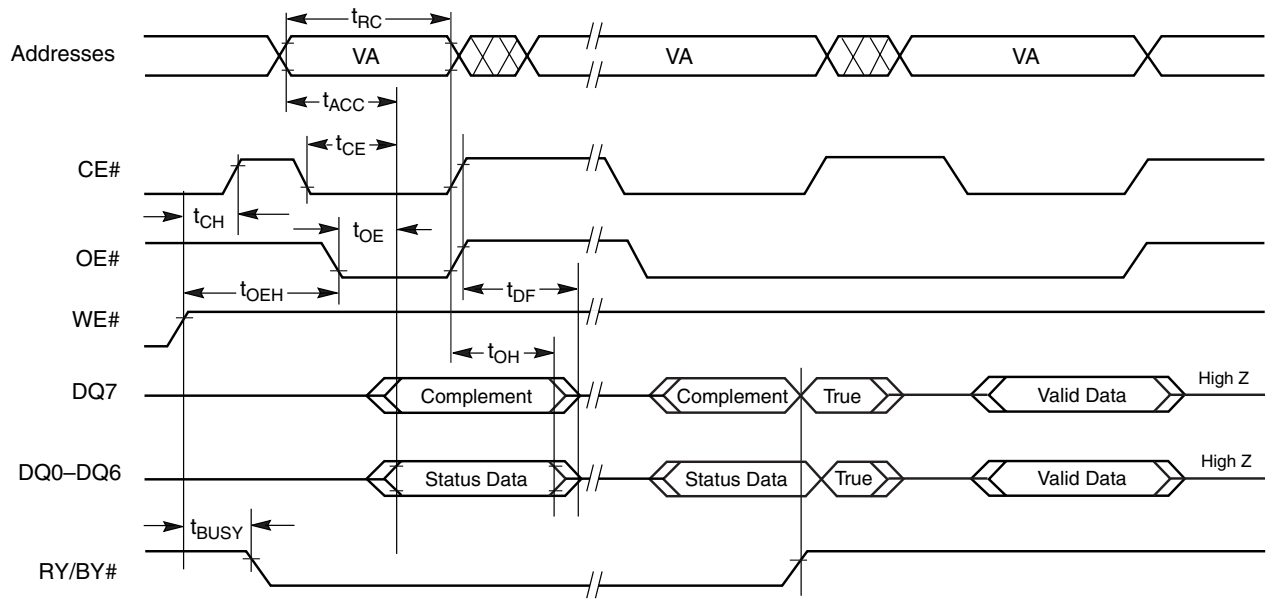 tRC
Addresses VA VA VA
tACC
tCE
CE#
tCH tOE
OE#
tOEH tDF
WE#
tOH
DQ7 Complement Complement True Valid Data High Z
DQ0–DQ6 Status Data Status Data True Valid Data High Z
tBUSY
RY/BY#